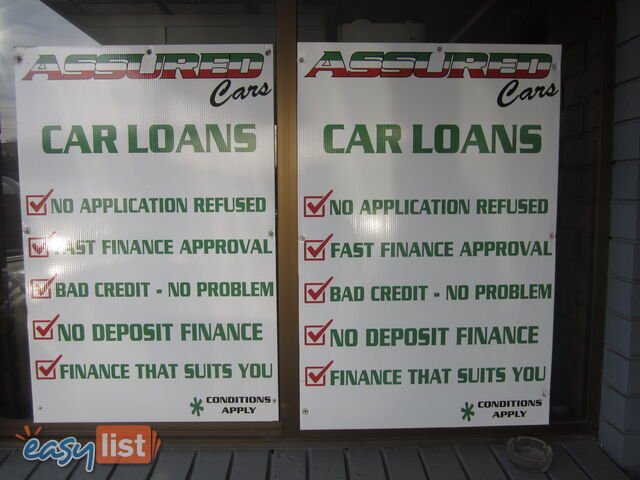 ASSURED
Cars
CAR LOANS
NO APPLICATION REFUSED
FAST FINANCE APPROVAL
BAD CREDIT - NO PROBLEM
NO DEPOSIT FINANCE
FINANCE THAT SUITS YOU
* CONDITIONS
APPLY
ASSURED
Cars
CAR LOANS
NO APPLICATION REFUSED
FAST FINANCE APPROVAL
BAD CREDIT - NO PROBLEM
NO DEPOSIT FINANCE
FINANCE THAT SUITS YOU
* CONDITIONS
APPLY
easylist